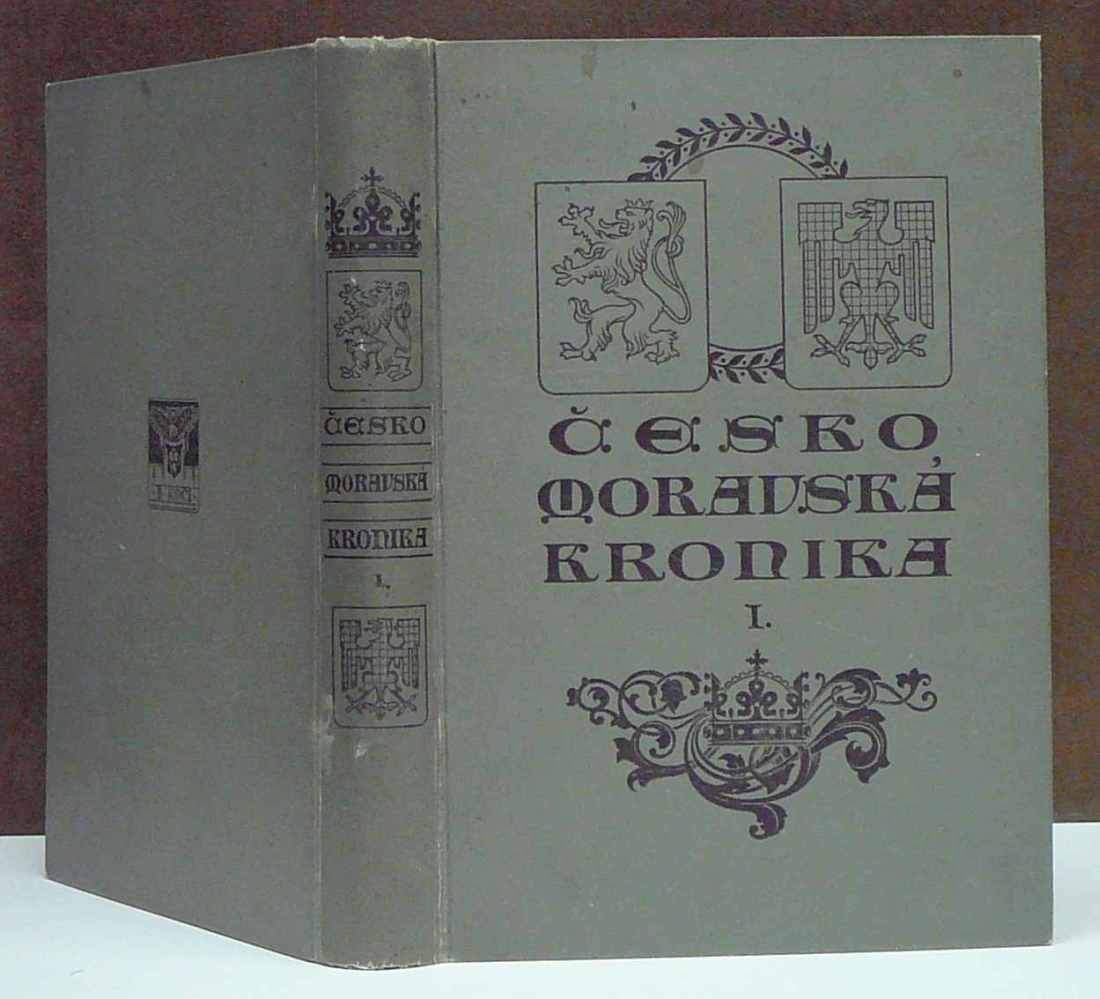 ČESKO
MORAVSKÁ
KRONIKA
I.
ČESKO
MORAVSKÁ
KRONIKA
I.